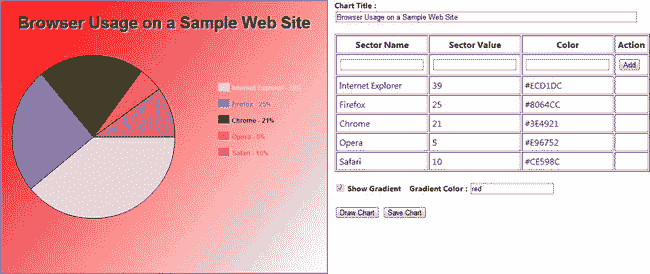 Browser Usage on a Sample Web Site
Internet Explorer - 39%
Firefox - 25%
Chrome - 21%
Opera - 5%
Safari - 10%
Chart Title :
Browser Usage on a Sample Web Site
Sector Name Sector Value Color Action
Add
Internet Explorer 39 #ECD1DC
Firefox 25 #8064CC
Chrome 21 #3E4921
Opera 5 #E96752
Safari 10 #CE598C
Show Gradient Gradient Color : red
Draw Chart Save Chart